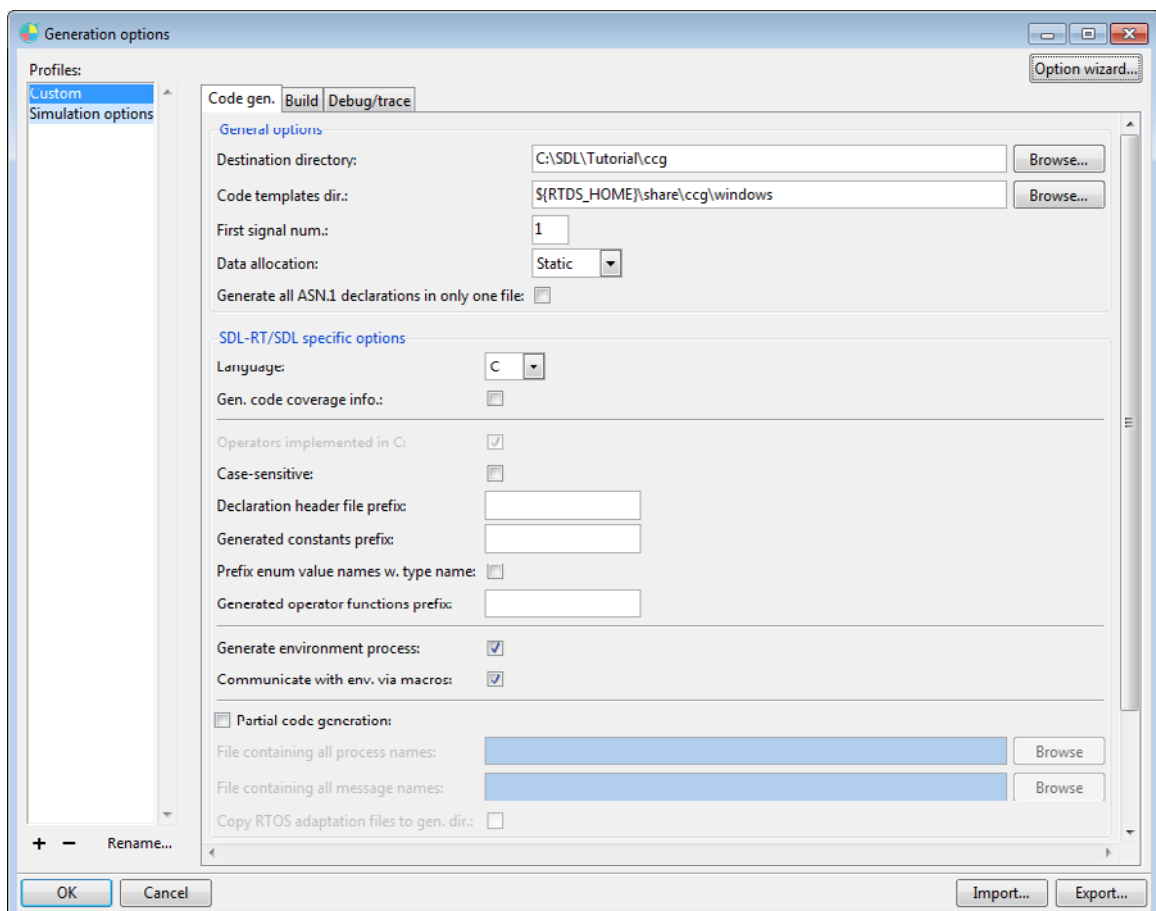 Generation options
Profiles:
Option wizard...
Custom
Simulation options
Code gen. Build Debug/trace
General options
Destination directory: C:\SDL\Tutorial\ccg Browse...
Code templates dir.: ${RTDS_HOME}\share\ccg\windows Browse...
First signal num.: 1
Data allocation: Static
Generate all ASN.1 declarations in only one file:
SDL-RT/SDL specific options
Language: C
Gen. code coverage info.:
Operators implemented in C:
Case-sensitive:
Declaration header file prefix:
Generated constants prefix:
Prefix enum value names w. type name:
Generated operator functions prefix:
Generate environment process:
Communicate with env. via macros:
Partial code generation:
File containing all process names: Browse
File containing all message names: Browse
Copy RTOS adaptation files to gen. dir.:
+ − Rename...
OK Cancel Import... Export...